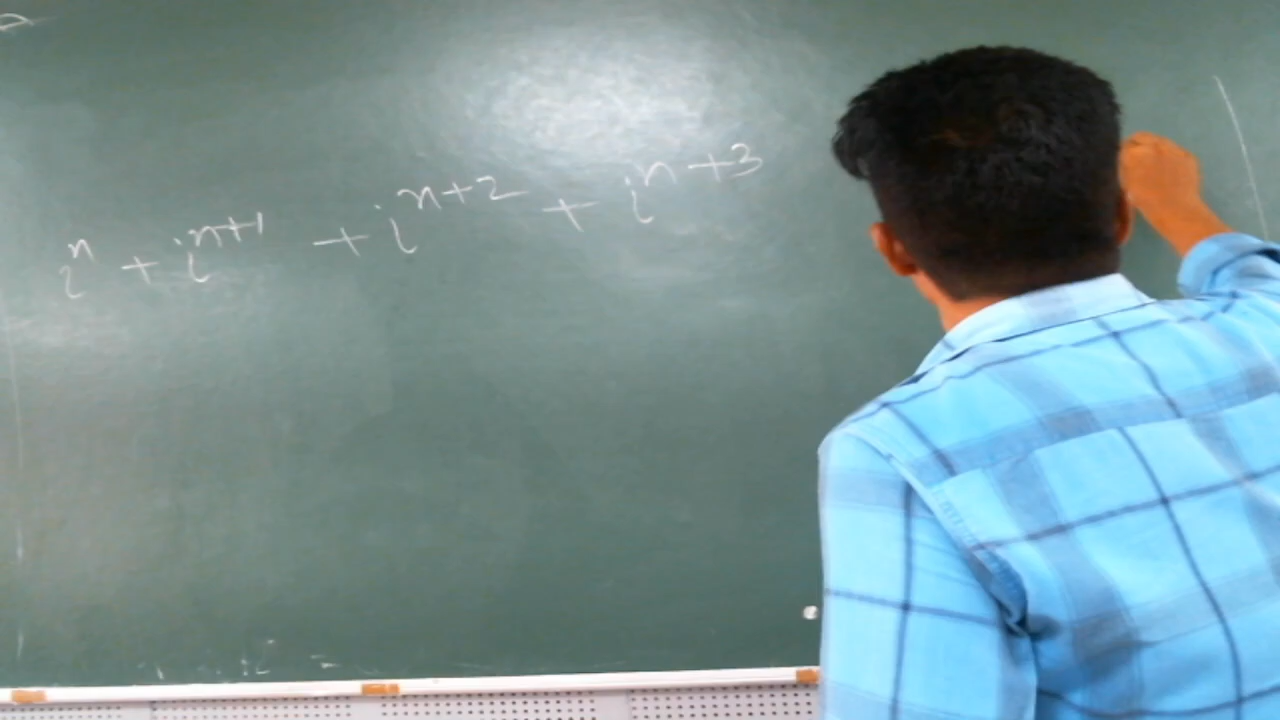 i^n + i^{n+1} + i^{n+2} + i^{n+3}